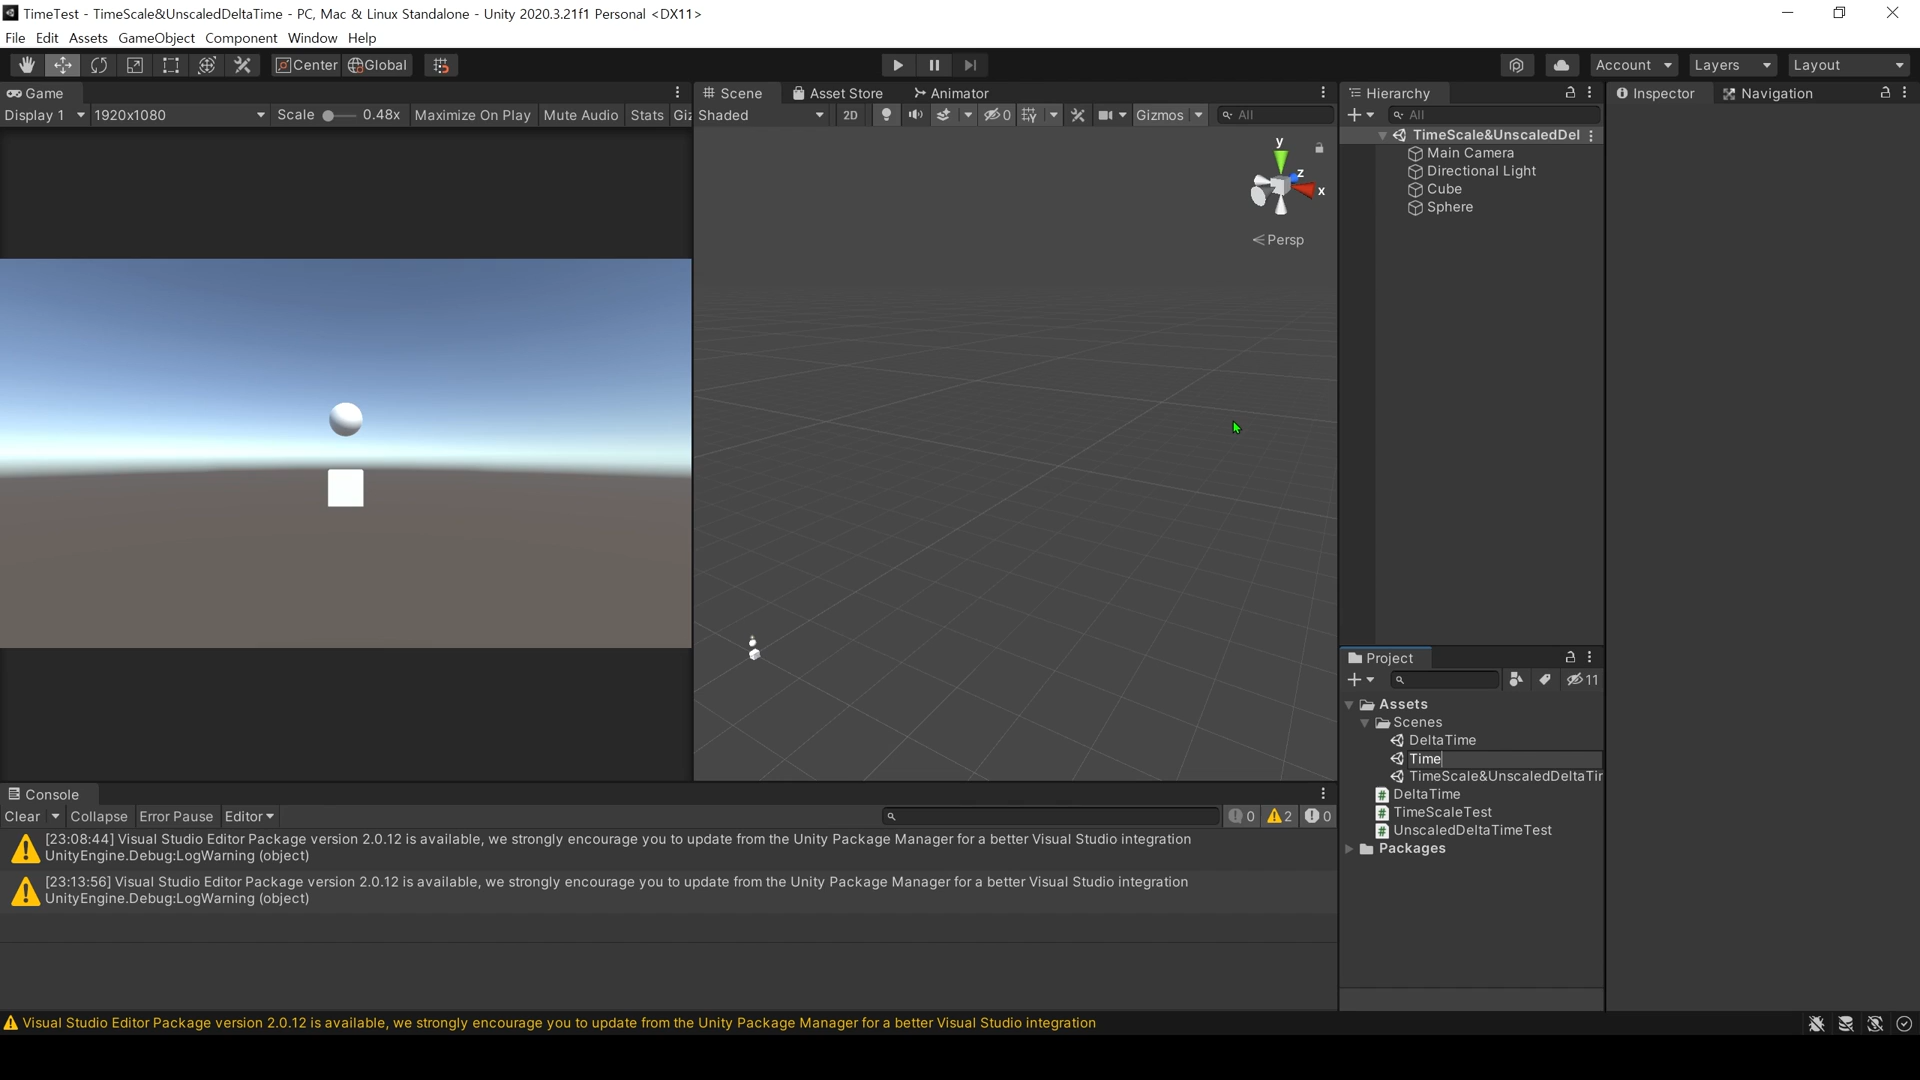 TimeTest - TimeScale&UnscaledDeltaTime - PC, Mac & Linux Standalone - Unity 2020.3.21f1 Personal <DX11>
File Edit Assets GameObject Component Window Help
Center Global Account Layers Layout
Game
Display 1 1920x1080 Scale 0.48x Maximize On Play Mute Audio Stats Giz
Scene Asset Store Animator
Shaded 2D 0 Gizmos All
y
z
x
Persp
Hierarchy
All
TimeScale&UnscaledDel
Main Camera
Directional Light
Cube
Sphere
Inspector Navigation
Project
11
Assets
Scenes
DeltaTime
Time
TimeScale&UnscaledDeltaTir
DeltaTime
TimeScaleTest
UnscaledDeltaTimeTest
Packages
Console
Clear Collapse Error Pause Editor 0 2 0
[23:08:44] Visual Studio Editor Package version 2.0.12 is available, we strongly encourage you to update from the Unity Package Manager for a better Visual Studio integration
UnityEngine.Debug:LogWarning (object)
[23:13:56] Visual Studio Editor Package version 2.0.12 is available, we strongly encourage you to update from the Unity Package Manager for a better Visual Studio integration
UnityEngine.Debug:LogWarning (object)
Visual Studio Editor Package version 2.0.12 is available, we strongly encourage you to update from the Unity Package Manager for a better Visual Studio integration